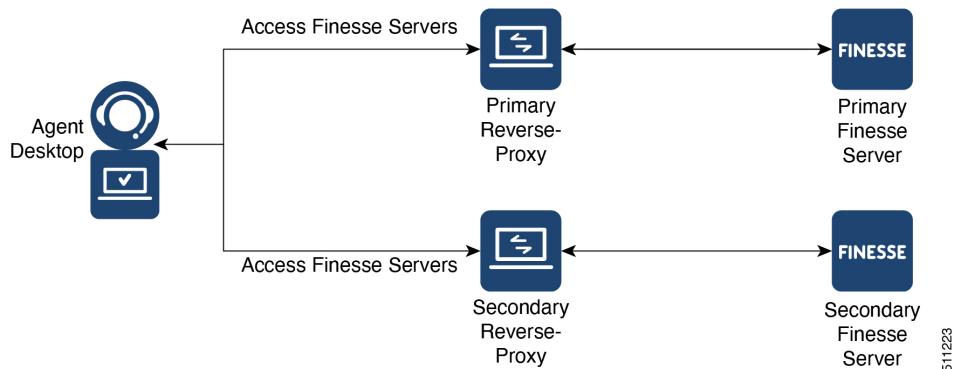 Access Finesse Servers
Agent
Desktop
Primary
Reverse-
Proxy
FINESSE
Primary
Finesse
Server
Access Finesse Servers
Secondary
Reverse-
Proxy
FINESSE
Secondary
Finesse
Server
511223